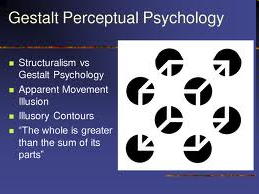 Gestalt Perceptual Psychology
Structuralism vs
Gestalt Psychology
Apparent Movement
Illusion
Illusory Contours
“The whole is greater
than the sum of its
parts”